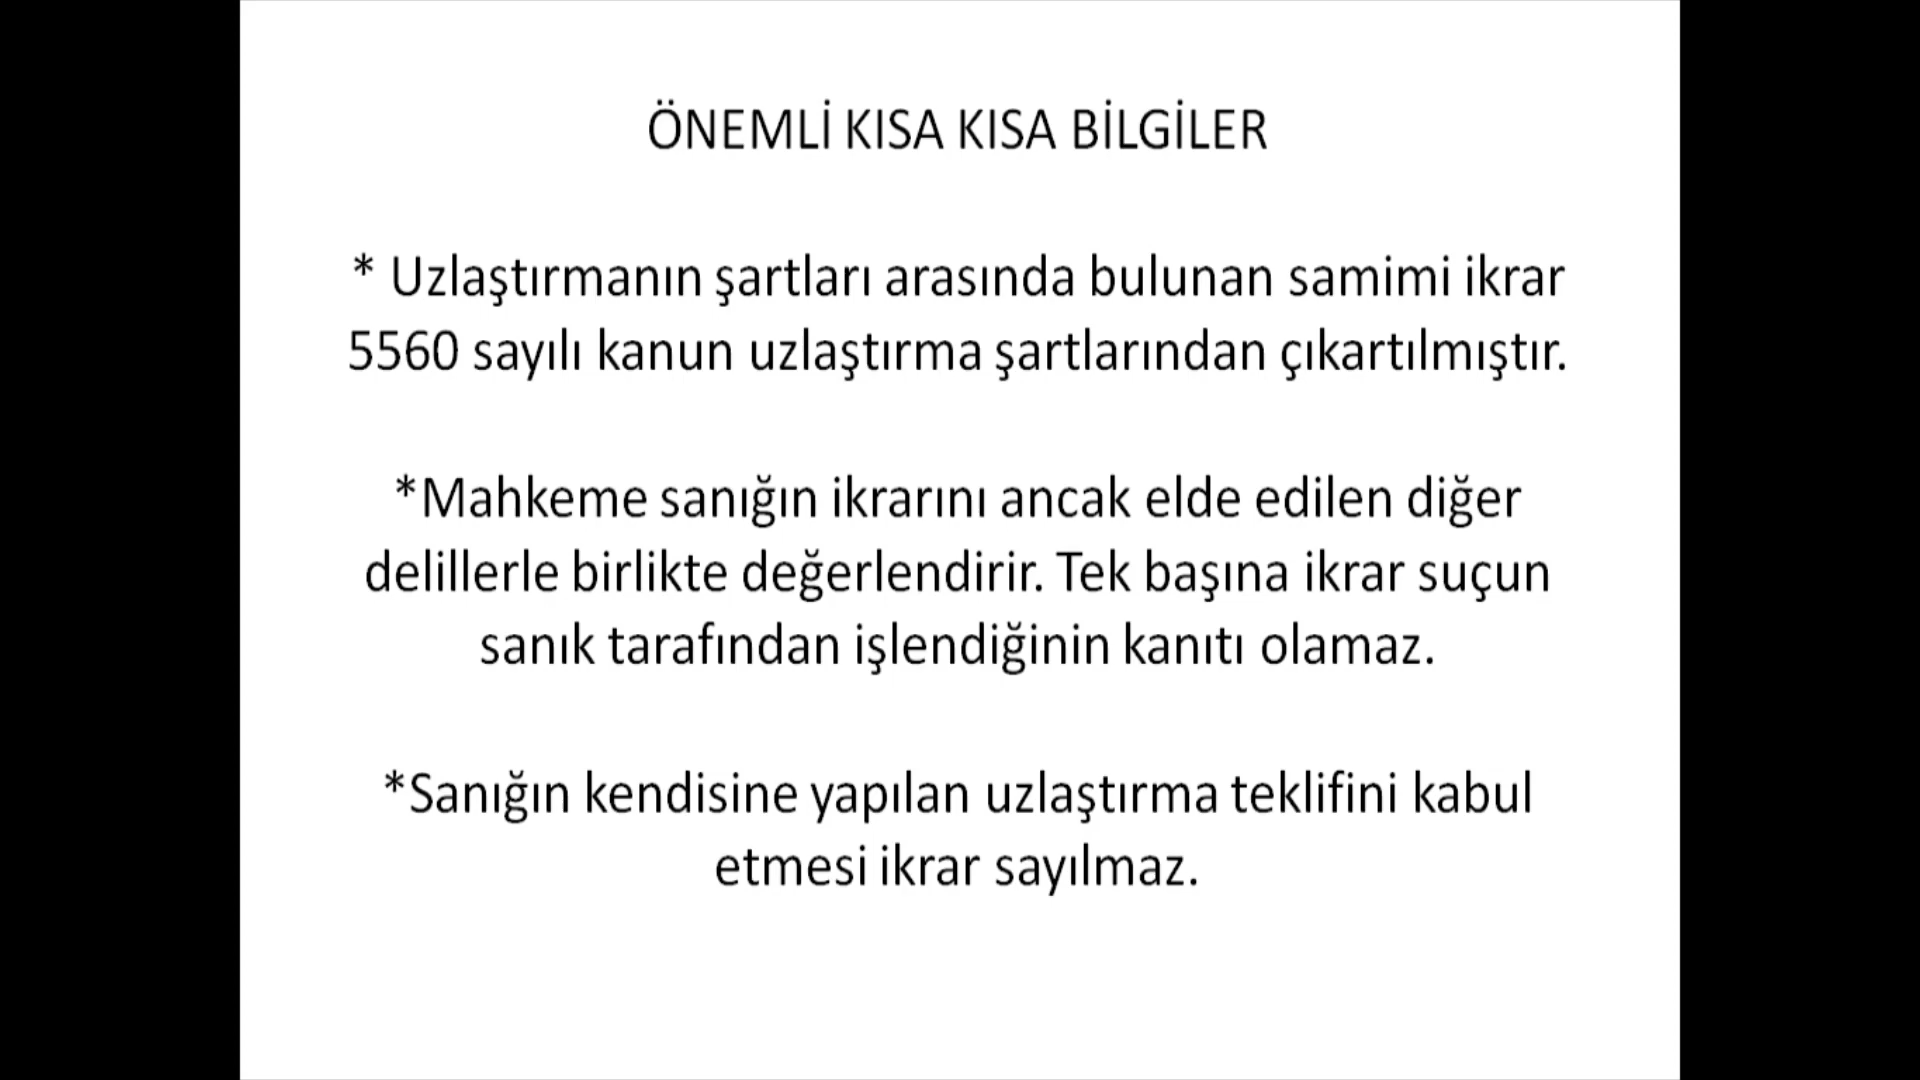 ÖNEMLİ KISA KISA BİLGİLER
* Uzlaştırmanın şartları arasında bulunan samimi ikrar
5560 sayılı kanun uzlaştırma şartlarından çıkartılmıştır.
*Mahkeme sanığın ikrarını ancak elde edilen diğer
delillerle birlikte değerlendirir. Tek başına ikrar suçun
sanık tarafından işlendiğinin kanıtı olamaz.
*Sanığın kendisine yapılan uzlaştırma teklifini kabul
etmesi ikrar sayılmaz.